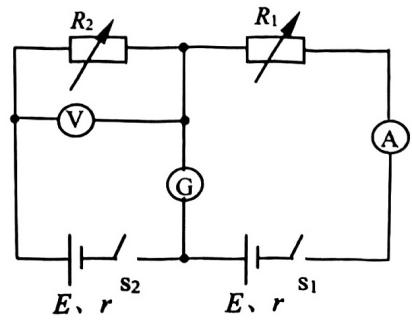 R₂ R₁
V
A
G
s₂ s₁
E、r E、r